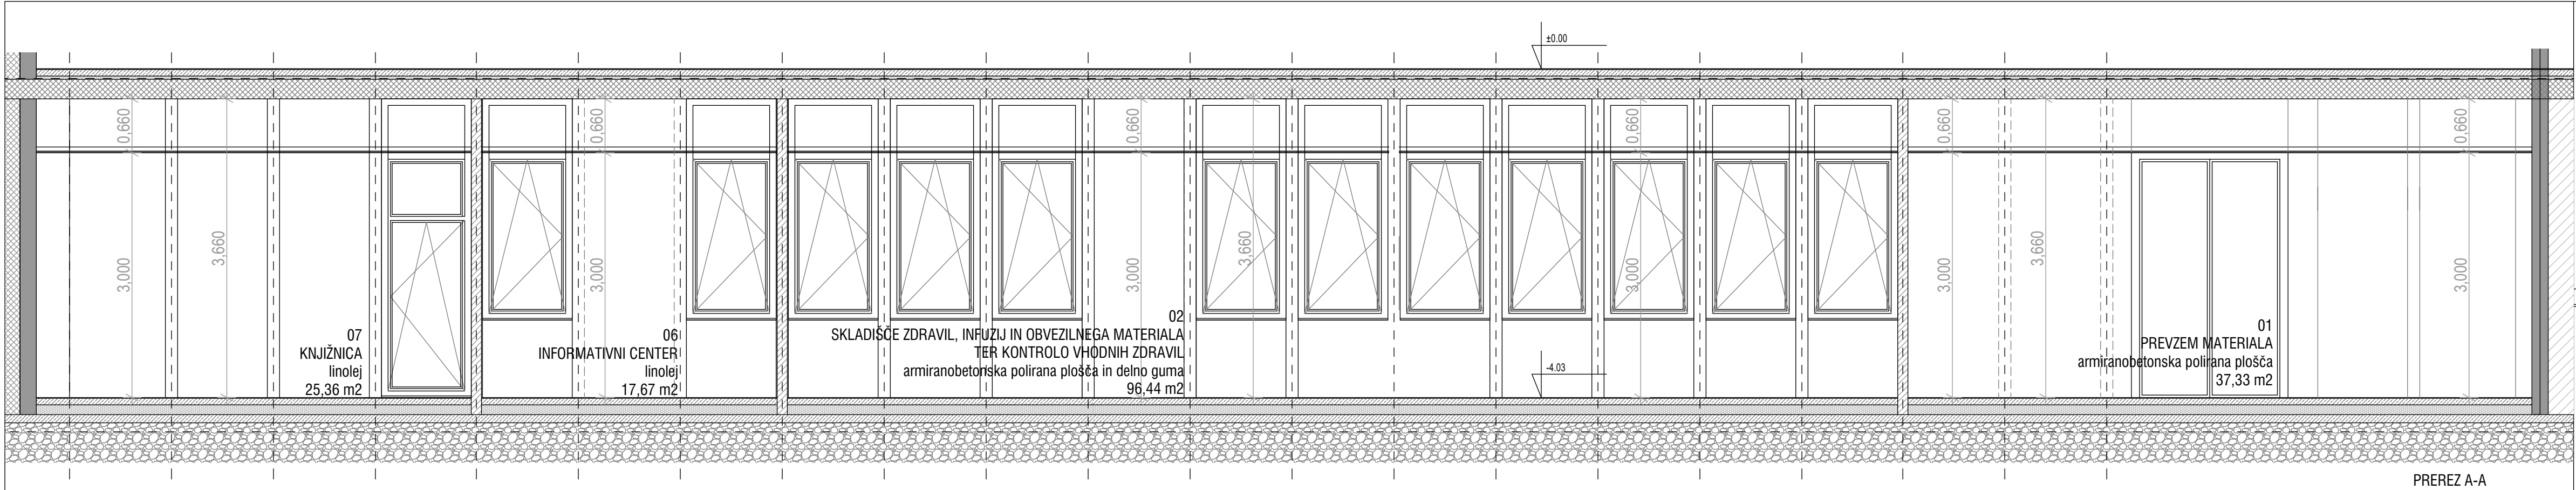 ±0.00
0,660
0,660
0,660
0,660
0,660
0,660
3,660
3,660
3,660
3,000
3,000
3,000
3,000
3,000
3,000
07
KNJIŽNICA
linolej
25,36 m2
06
INFORMATIVNI CENTER
linolej
17,67 m2
02
SKLADIŠČE ZDRAVIL, INFUZIJ IN OBVEZILNEGA MATERIALA
TER KONTROLO VHODNIH ZDRAVIL
armiranobetonska polirana plošča in delno guma
96,44 m2
-4.03
01
PREVZEM MATERIALA
armiranobetonska polirana plošča
37,33 m2
PREREZ A-A